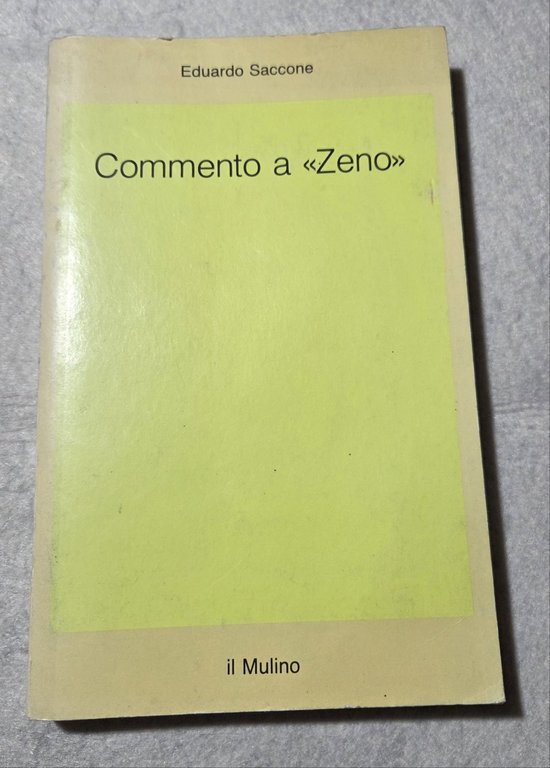 Eduardo Saccone
Commento a «Zeno»
il Mulino